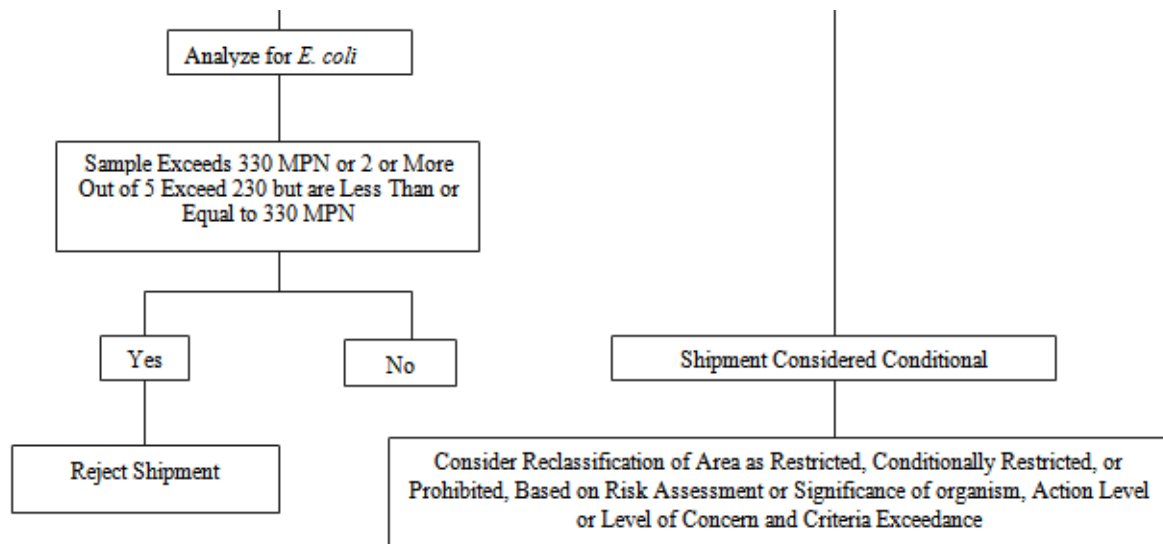 Analyze for E. coli
Sample Exceeds 330 MPN or 2 or More
Out of 5 Exceed 230 but are Less Than or
Equal to 330 MPN
Yes
No
Reject Shipment
Shipment Considered Conditional
Consider Reclassification of Area as Restricted, Conditionally Restricted, or
Prohibited, Based on Risk Assessment or Significance of organism, Action Level
or Level of Concern and Criteria Exceedance